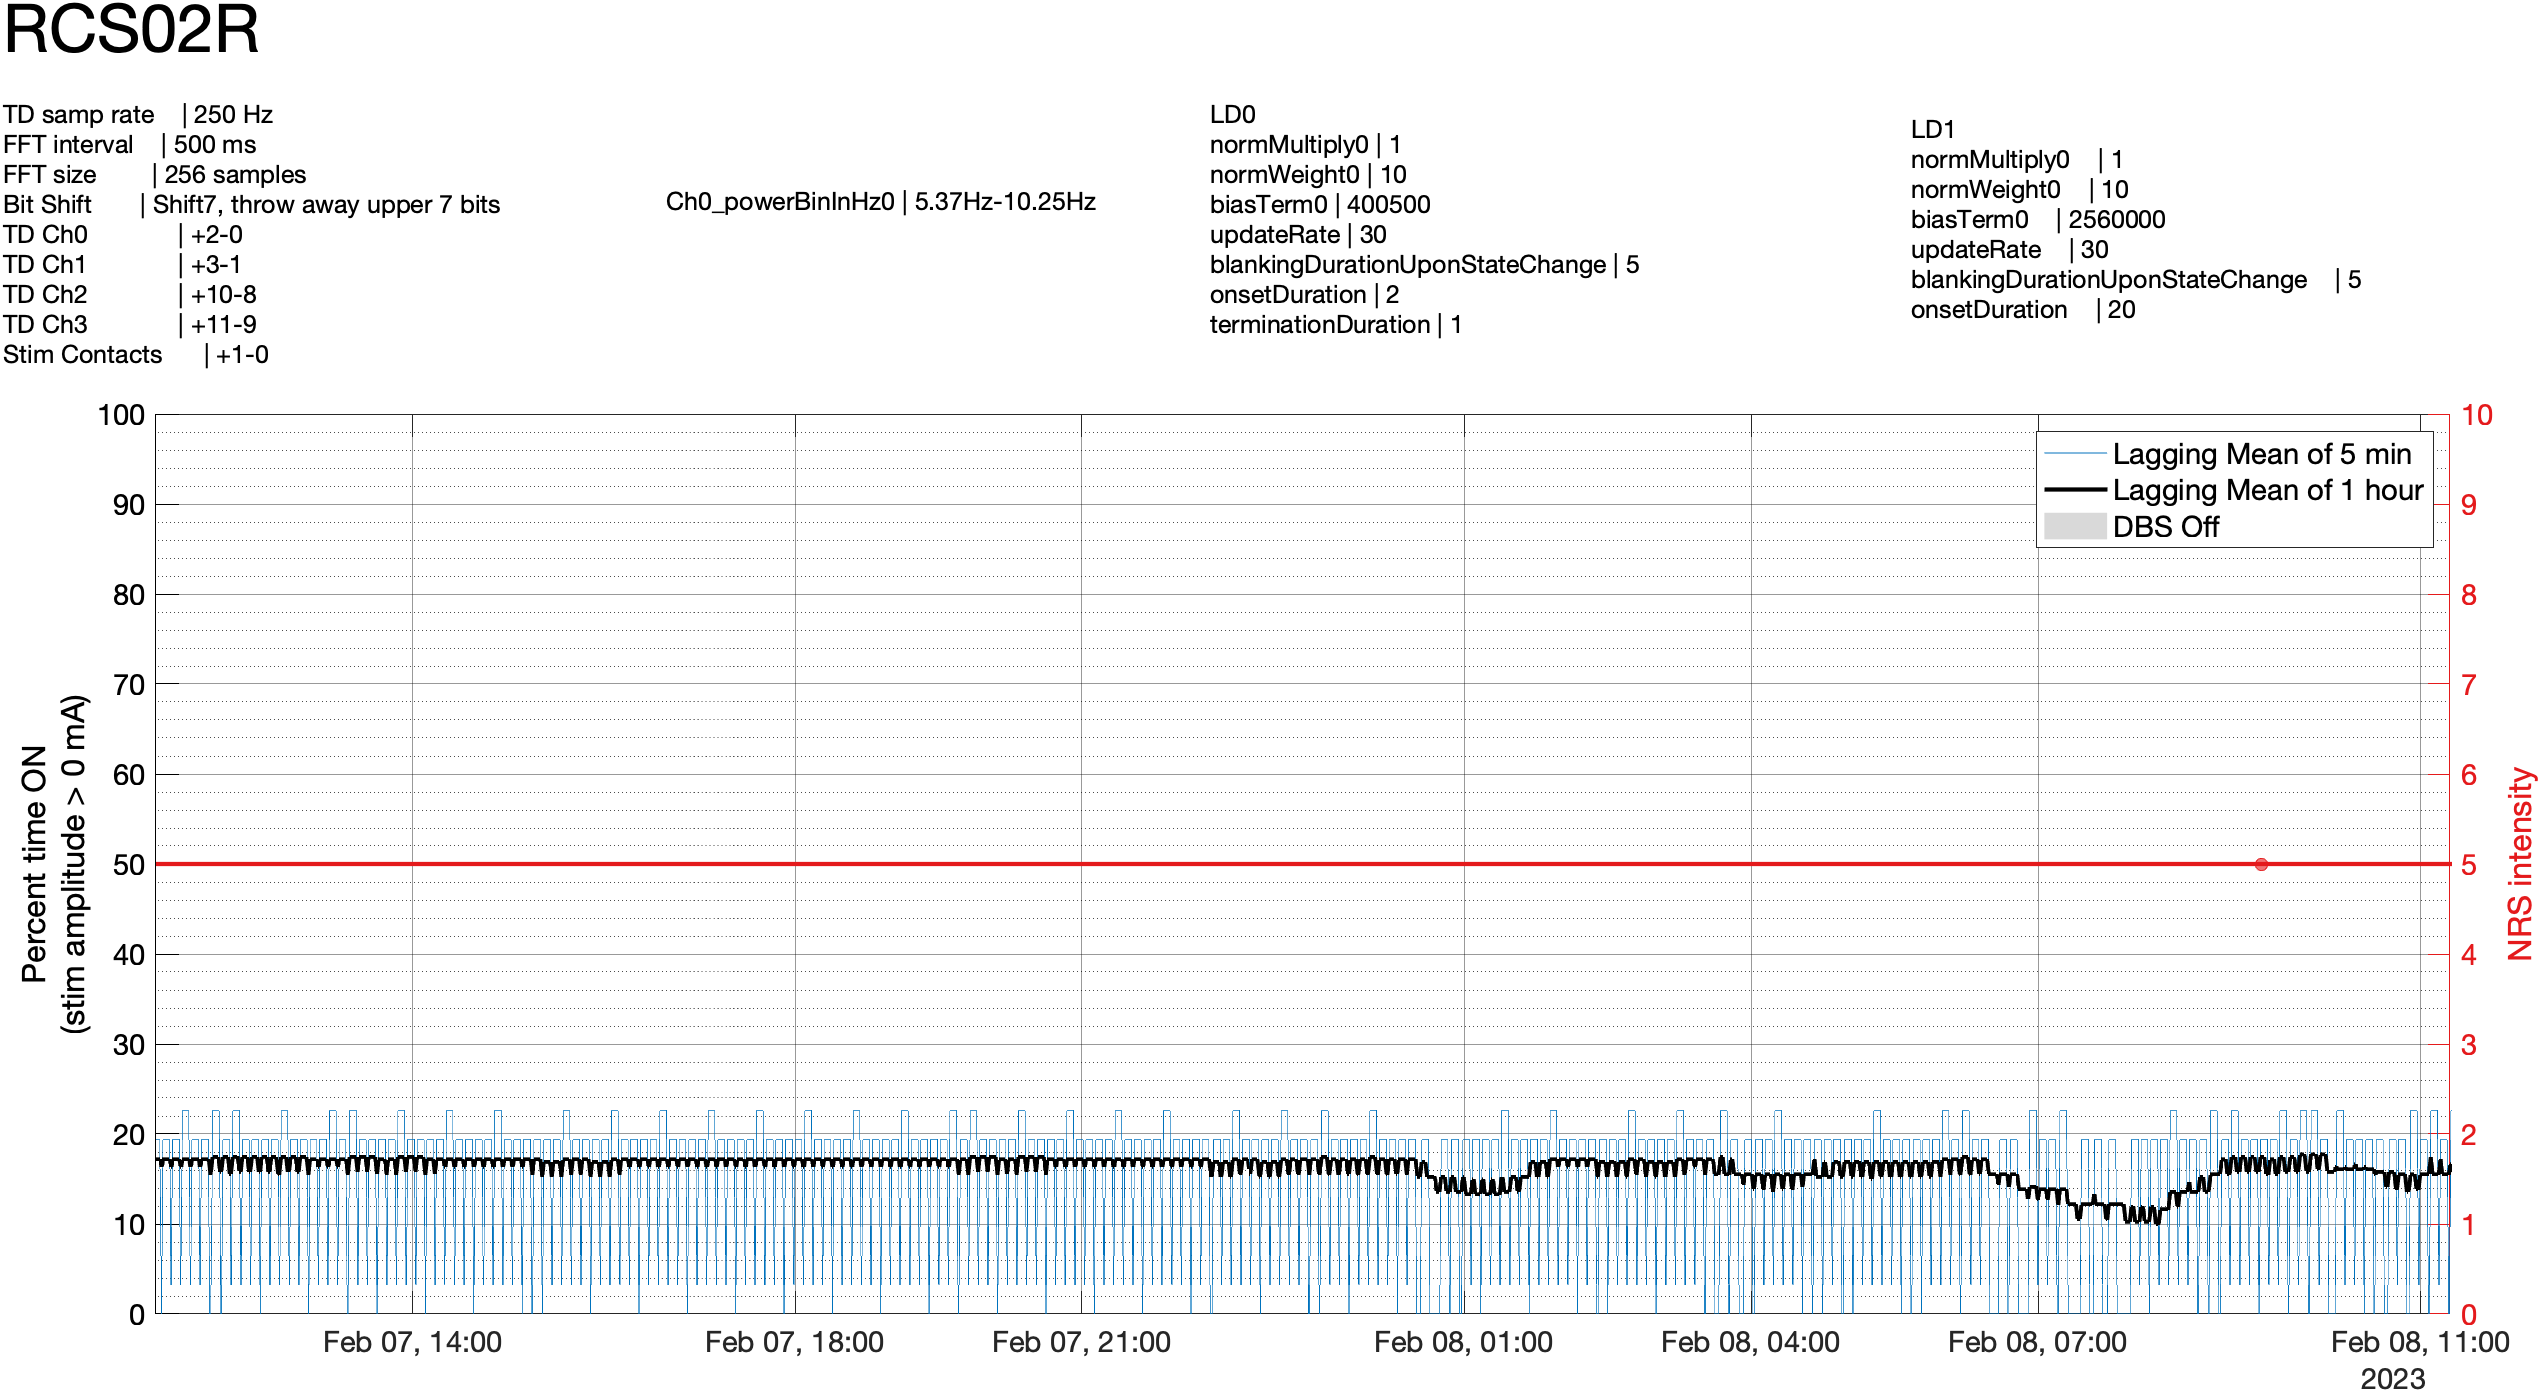 RCS02R
TD samp rate | 250 Hz
FFT interval | 500 ms
FFT size | 256 samples
Bit Shift | Shift7, throw away upper 7 bits
TD Ch0 | +2-0
TD Ch1 | +3-1
TD Ch2 | +10-8
TD Ch3 | +11-9
Stim Contacts | +1-0
Ch0_powerBinInHz0 | 5.37Hz-10.25Hz
LD0
normMultiply0 | 1
normWeight0 | 10
biasTerm0 | 400500
updateRate | 30
blankingDurationUponStateChange | 5
onsetDuration | 2
terminationDuration | 1
LD1
normMultiply0 | 1
normWeight0 | 10
biasTerm0 | 2560000
updateRate | 30
blankingDurationUponStateChange | 5
onsetDuration | 20
Percent time ON
(stim amplitude > 0 mA)
100
90
80
70
60
50
40
30
20
10
0
Lagging Mean of 5 min
Lagging Mean of 1 hour
DBS Off
10
9
8
7
6
5
4
3
2
1
0
NRS intensity
Feb 07, 14:00
Feb 07, 18:00
Feb 07, 21:00
Feb 08, 01:00
Feb 08, 04:00
Feb 08, 07:00
Feb 08, 11:00
2023